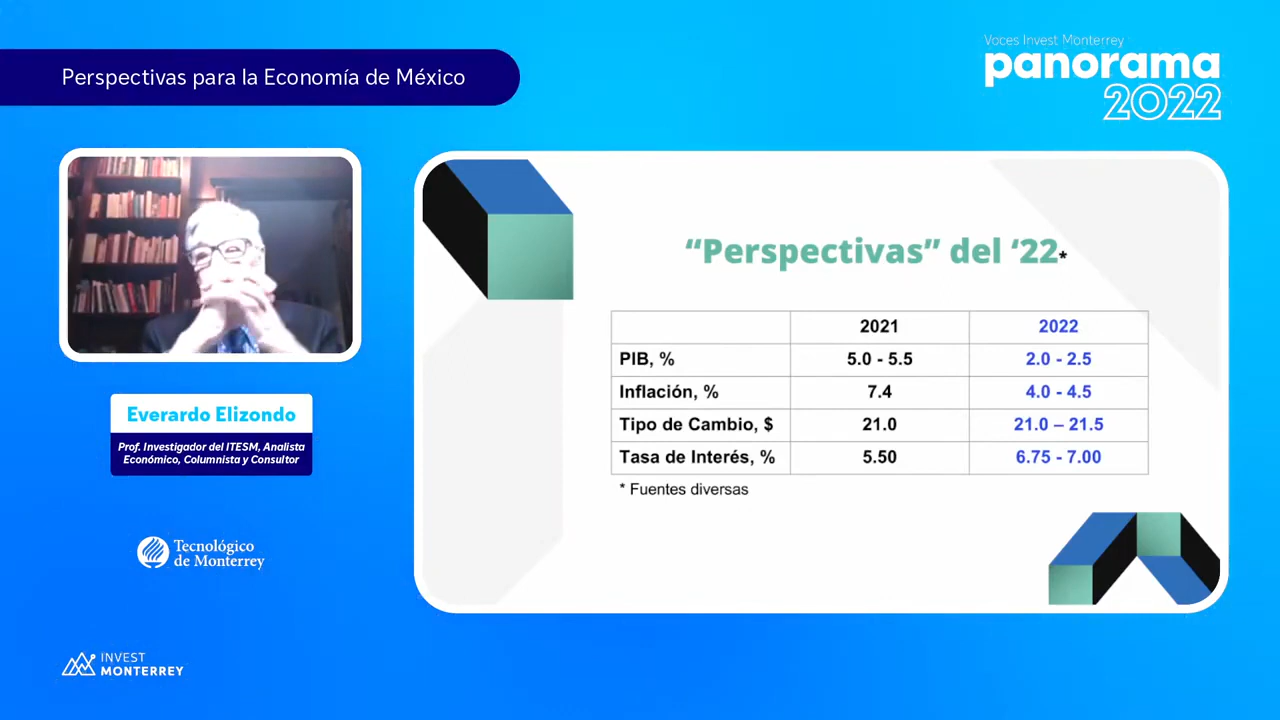 Perspectivas para la Economía de México
Voces Invest Monterrey
panorama
2022
Everardo Elizondo
Prof. Investigador del ITESM, Analista
Económico, Columnista y Consultor
Tecnológico
de Monterrey
INVEST
MONTERREY
“Perspectivas” del ‘22*
2021 2022
PIB, % 5.0 - 5.5 2.0 - 2.5
Inflación, % 7.4 4.0 - 4.5
Tipo de Cambio, $ 21.0 21.0 – 21.5
Tasa de Interés, % 5.50 6.75 - 7.00
* Fuentes diversas